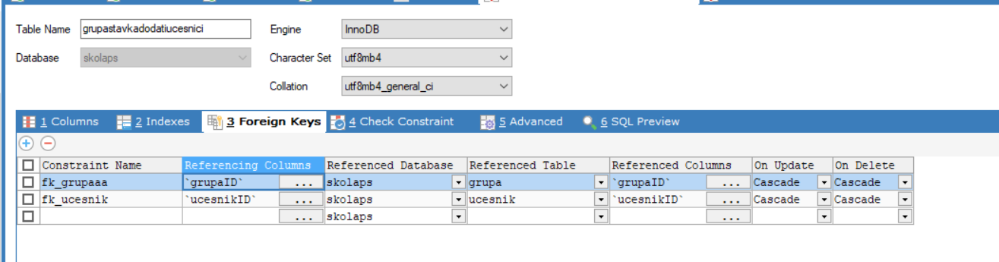 Table Name grupastavkadodatiucesnici Engine InnoDB
Database skolaps Character Set utf8mb4
Collation utf8mb4_general_ci
1 Columns 2 Indexes 3 Foreign Keys 4 Check Constraint 5 Advanced 6 SQL Preview
Constraint Name Referencing Columns Referenced Database Referenced Table Referenced Columns On Update On Delete
fk_grupaaa `grupaID` ... skolaps grupa `grupaID` ... Cascade Cascade
fk_ucesnik `ucesnikID` ... skolaps ucesnik `ucesnikID` ... Cascade Cascade
... skolaps ...